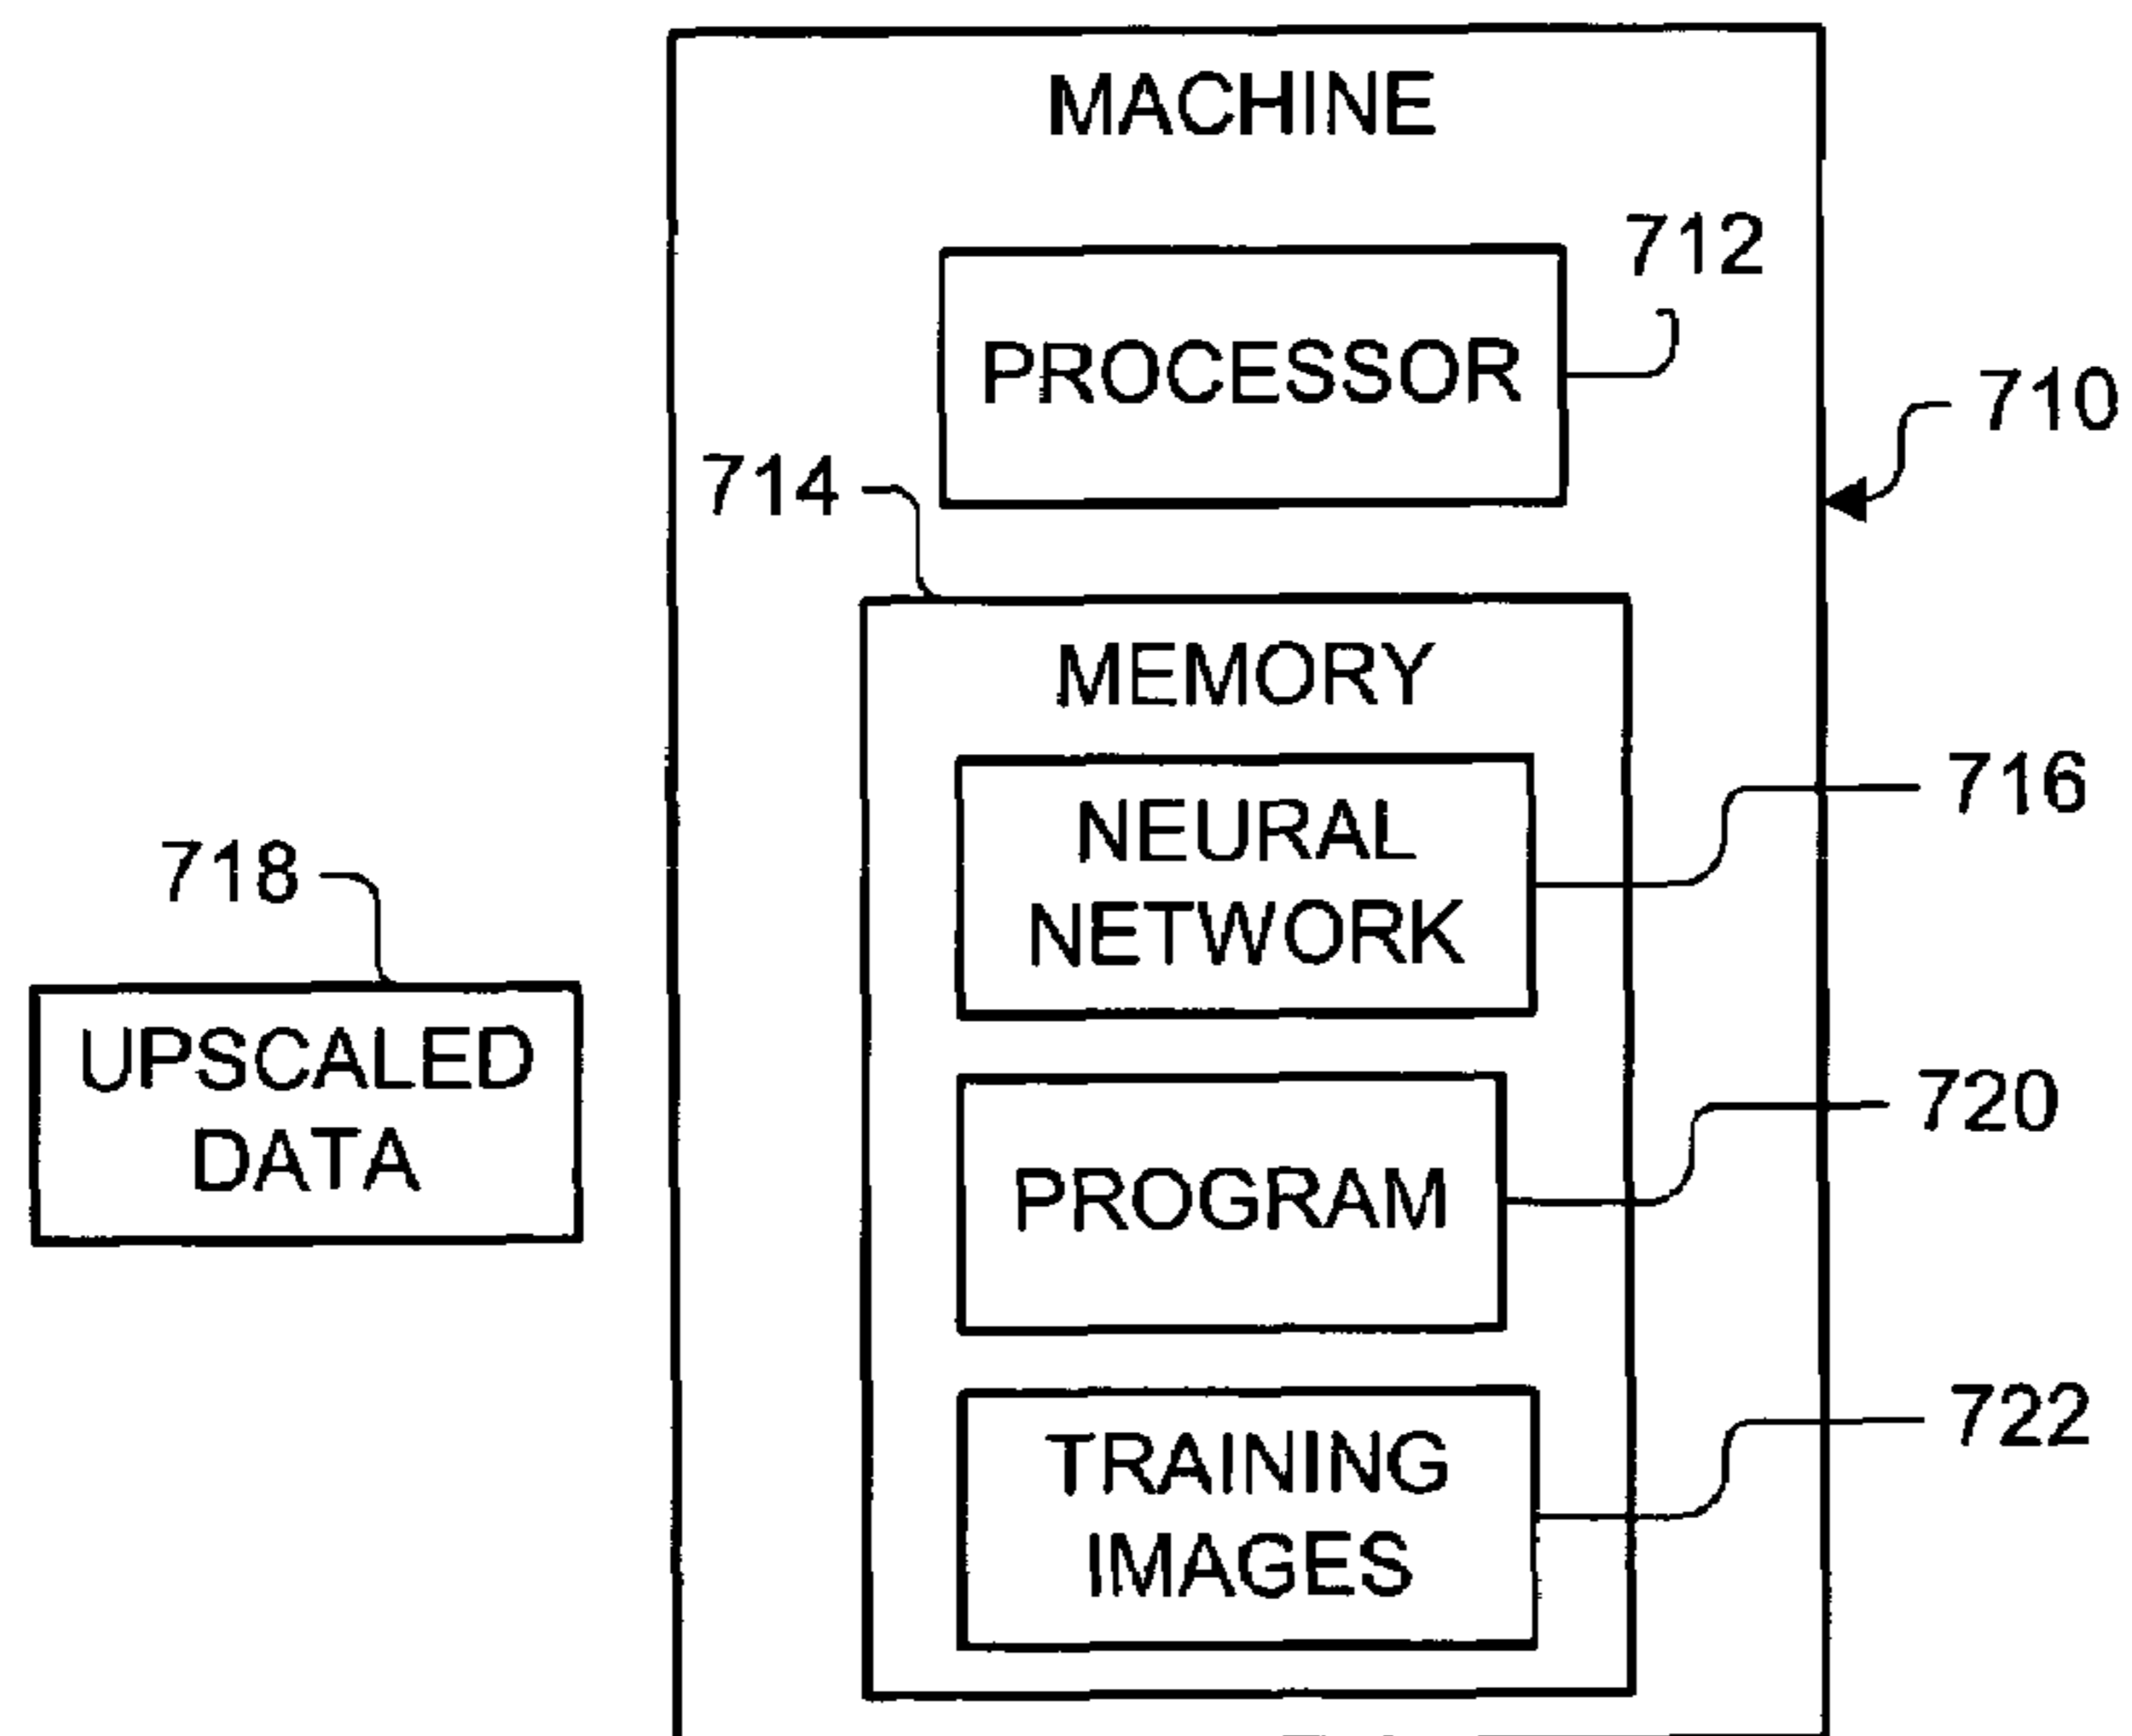 MACHINE
712
PROCESSOR
710
714
MEMORY
716
NEURAL
NETWORK
718
UPSCALED
DATA
720
PROGRAM
722
TRAINING
IMAGES